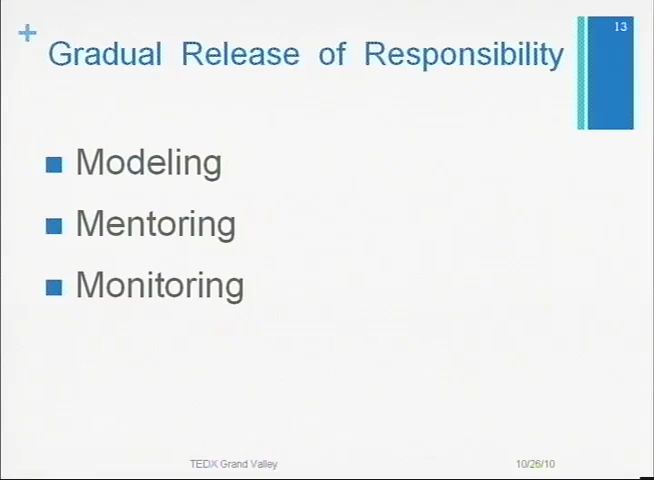 +
13
Gradual Release of Responsibility
Modeling
Mentoring
Monitoring
TEDX Grand Valley
10/26/10